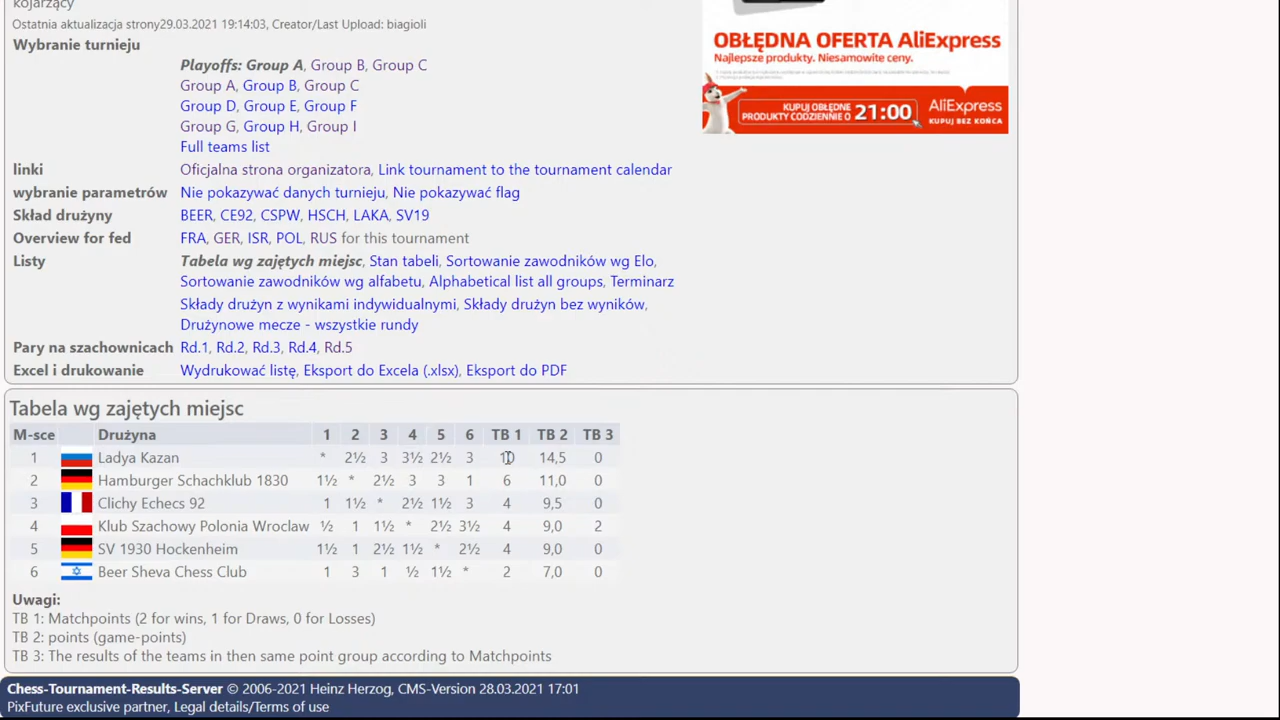 kojarzący
Ostatnia aktualizacja strony29.03.2021 19:14:03, Creator/Last Upload: biagioli
Wybranie turnieju
Playoffs: Group A, Group B, Group C
Group A, Group B, Group C
Group D, Group E, Group F
Group G, Group H, Group I
Full teams list
linki Oficjalna strona organizatora, Link tournament to the tournament calendar
wybranie parametrów Nie pokazywać danych turnieju, Nie pokazywać flag
Skład drużyny BEER, CE92, CSPW, HSCH, LAKA, SV19
Overview for fed FRA, GER, ISR, POL, RUS for this tournament
Listy Tabela wg zajętych miejsc, Stan tabeli, Sortowanie zawodników wg Elo,
Sortowanie zawodników wg alfabetu, Alphabetical list all groups, Terminarz
Składy drużyn z wynikami indywidualnymi, Składy drużyn bez wyników,
Drużynowe mecze - wszystkie rundy
Pary na szachownicach Rd.1, Rd.2, Rd.3, Rd.4, Rd.5
Excel i drukowanie Wydrukować listę, Eksport do Excela (.xlsx), Eksport do PDF
OBŁĘDNA OFERTA AliExpress
Najlepsze produkty. Niesamowite ceny.
KUPUJ OBŁĘDNE
PRODUKTY CODZIENNIE O 21:00
AliExpress
KUPUJ BEZ KOŃCA
Tabela wg zajętych miejsc
M-sce Drużyna 1 2 3 4 5 6 TB 1 TB 2 TB 3
1 Ladya Kazan * 2½ 3 3½ 2½ 3 10 14,5 0
2 Hamburger Schachklub 1830 1½ * 2½ 3 3 1 6 11,0 0
3 Clichy Echecs 92 1 1½ * 2½ 1½ 3 4 9,5 0
4 Klub Szachowy Polonia Wroclaw ½ 1 1½ * 2½ 3½ 4 9,0 2
5 SV 1930 Hockenheim 1½ 1 2½ 1½ * 2½ 4 9,0 0
6 Beer Sheva Chess Club 1 3 1 ½ 1½ * 2 7,0 0
Uwagi:
TB 1: Matchpoints (2 for wins, 1 for Draws, 0 for Losses)
TB 2: points (game-points)
TB 3: The results of the teams in then same point group according to Matchpoints
Chess-Tournament-Results-Server © 2006-2021 Heinz Herzog, CMS-Version 28.03.2021 17:01
PixFuture exclusive partner, Legal details/Terms of use